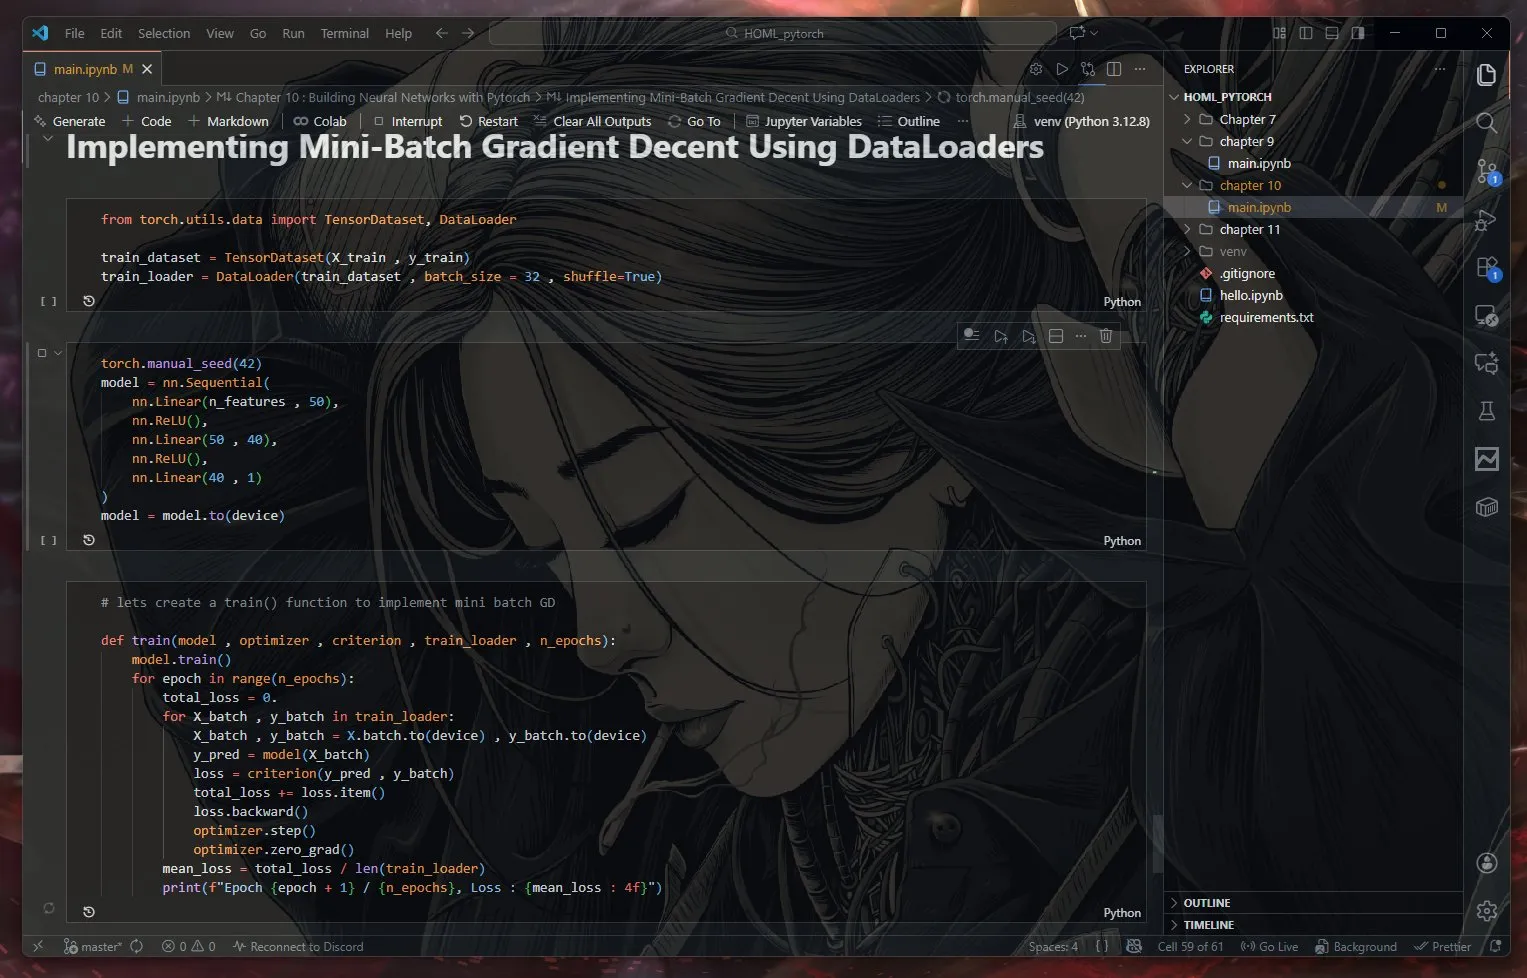 File Edit Selection View Go Run Terminal Help HOML_pytorch
main.ipynb M
chapter 10 > main.ipynb > M↓ Chapter 10 : Building Neural Networks with Pytorch > M↓ Implementing Mini-Batch Gradient Decent Using DataLoaders > torch.manual_seed(42)
Generate + Code + Markdown Colab Interrupt Restart Clear All Outputs Go To Jupyter Variables Outline ... venv (Python 3.12.8)
Implementing Mini-Batch Gradient Decent Using DataLoaders
from torch.utils.data import TensorDataset, DataLoader
train_dataset = TensorDataset(X_train , y_train)
train_loader = DataLoader(train_dataset , batch_size = 32 , shuffle=True)
[ ]
Python
torch.manual_seed(42)
model = nn.Sequential(
    nn.Linear(n_features , 50),
    nn.ReLU(),
    nn.Linear(50 , 40),
    nn.ReLU(),
    nn.Linear(40 , 1)
)
model = model.to(device)
[ ]
Python
# lets create a train() function to implement mini batch GD
def train(model , optimizer , criterion , train_loader , n_epochs):
    model.train()
    for epoch in range(n_epochs):
        total_loss = 0.
        for X_batch , y_batch in train_loader:
            X_batch , y_batch = X.batch.to(device) , y_batch.to(device)
            y_pred = model(X_batch)
            loss = criterion(y_pred , y_batch)
            total_loss += loss.item()
            loss.backward()
            optimizer.step()
            optimizer.zero_grad()
        mean_loss = total_loss / len(train_loader)
        print(f"Epoch {epoch + 1} / {n_epochs}, Loss : {mean_loss : 4f}")
Python
EXPLORER
HOML_PYTORCH
Chapter 7
chapter 9
main.ipynb
chapter 10
main.ipynb M
chapter 11
venv
.gitignore
hello.ipynb
requirements.txt
1
1
OUTLINE
TIMELINE
master* 0 0 Reconnect to Discord Spaces: 4 { } Cell 59 of 61 Go Live Background Prettier